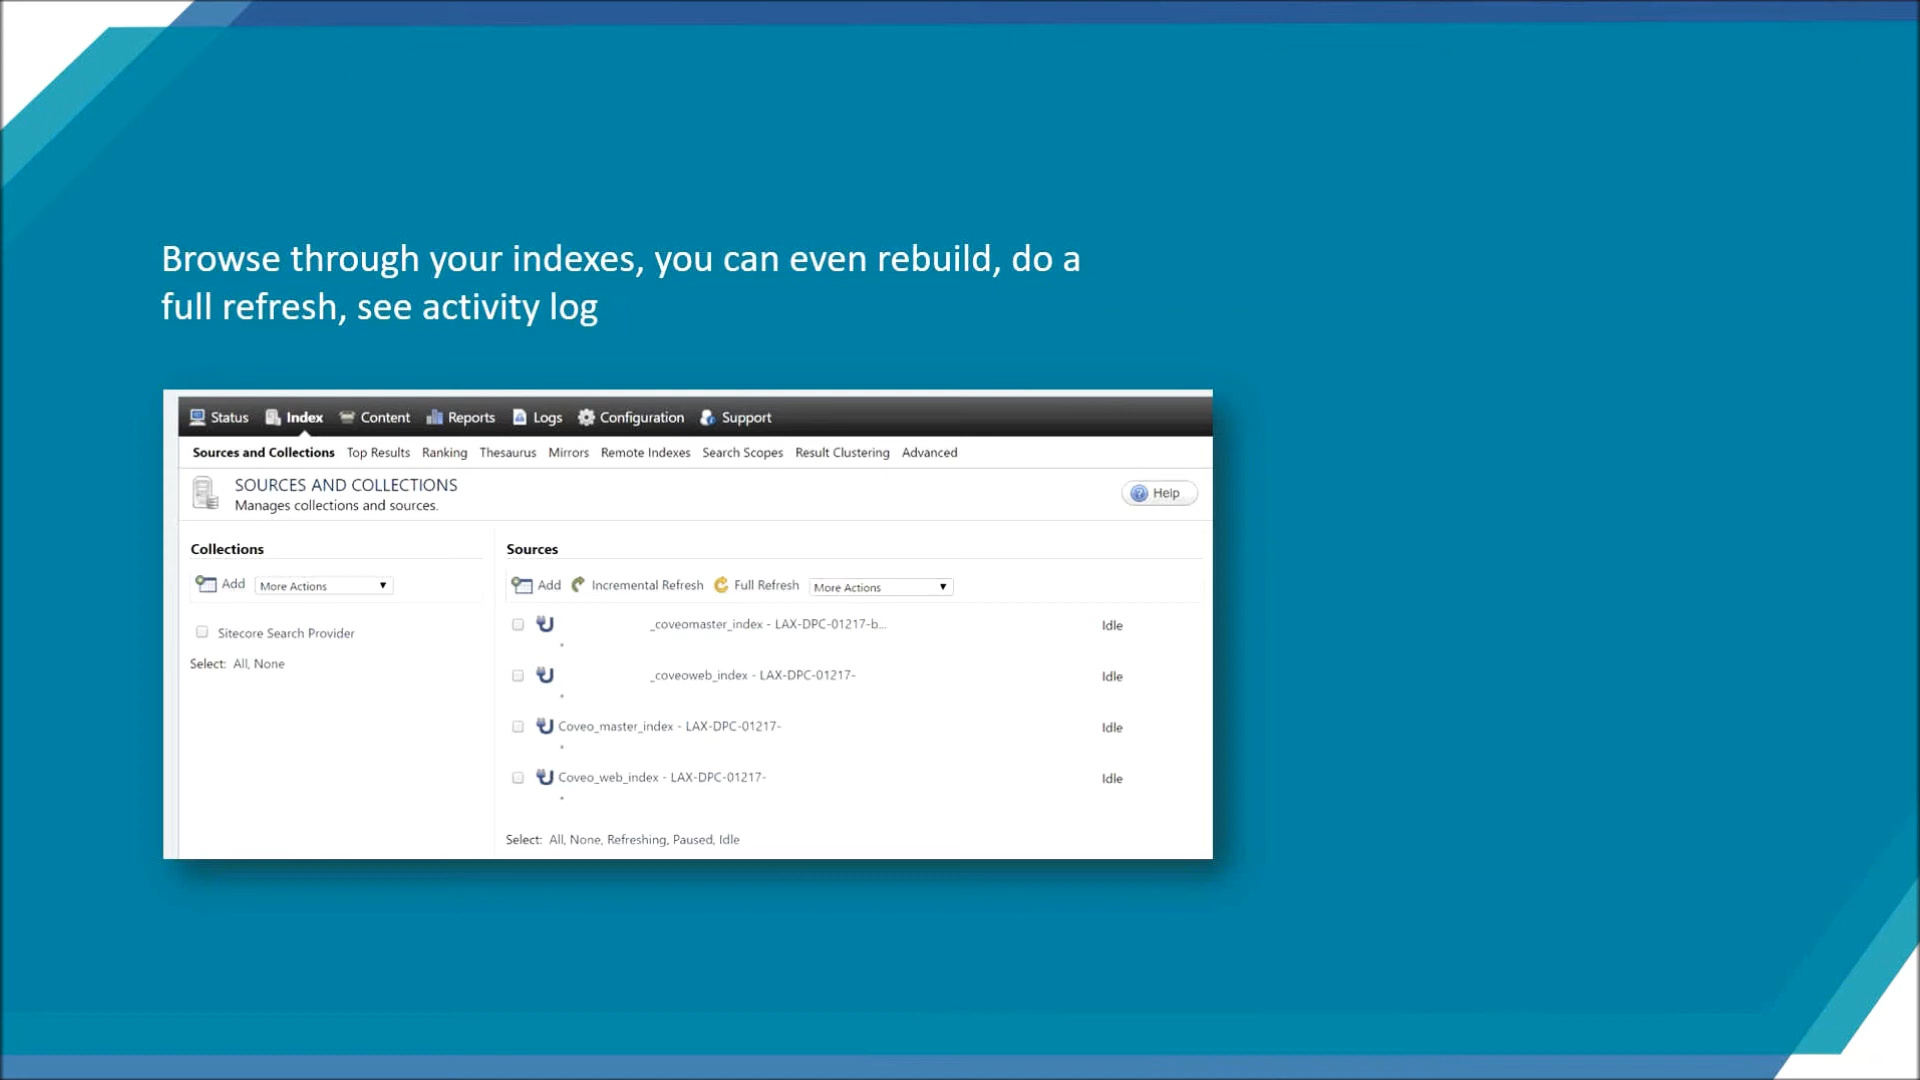 Browse through your indexes, you can even rebuild, do a
full refresh, see activity log
Status Index Content Reports Logs Configuration Support
Sources and Collections Top Results Ranking Thesaurus Mirrors Remote Indexes Search Scopes Result Clustering Advanced
SOURCES AND COLLECTIONS
Manages collections and sources.
Help
Collections
Add More Actions
Sitecore Search Provider
Select: All, None
Sources
Add Incremental Refresh Full Refresh More Actions
_coveomaster_index - LAX-DPC-01217-b... Idle
_coveoweb_index - LAX-DPC-01217- Idle
Coveo_master_index - LAX-DPC-01217- Idle
Coveo_web_index - LAX-DPC-01217- Idle
Select: All, None, Refreshing, Paused, Idle